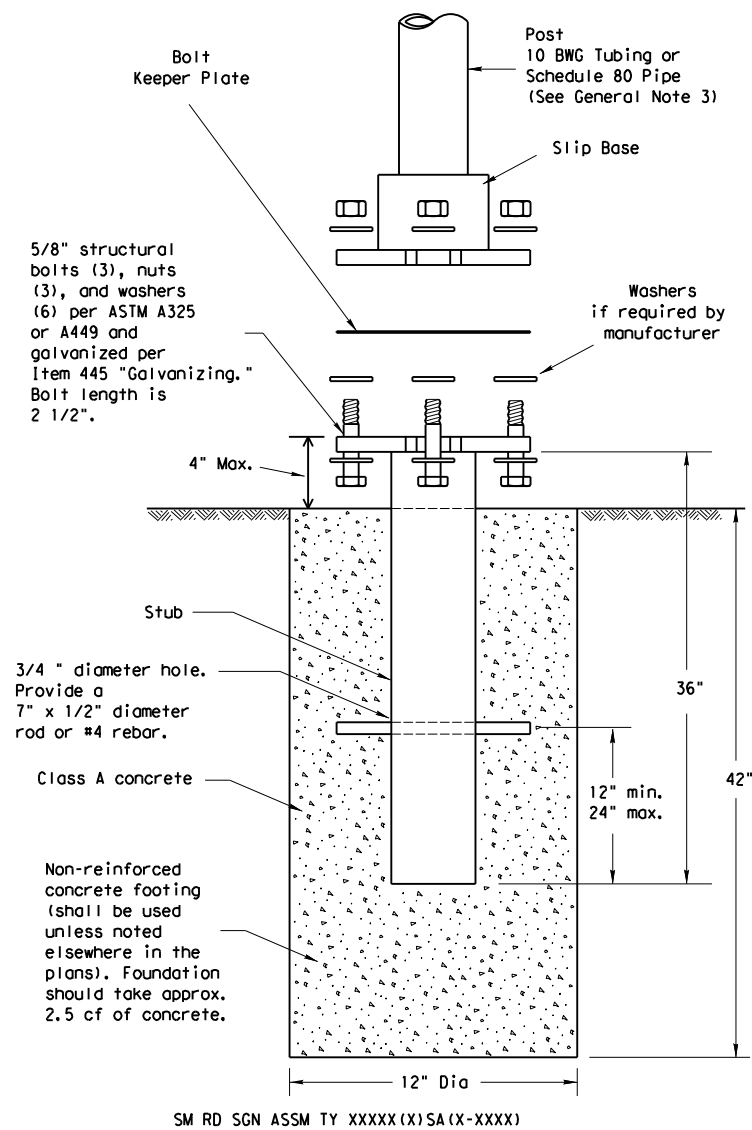 Post
10 BWG Tubing or
Schedule 80 Pipe
(See General Note 3)
Bolt
Keeper Plate
Slip Base
5/8" structural
bolts (3), nuts
(3), and washers
(6) per ASTM A325
or A449 and
galvanized per
Item 445 "Galvanizing."
Bolt length is
2 1/2".
Washers
if required by
manufacturer
4" Max.
Stub
3/4 " diameter hole.
Provide a
7" x 1/2" diameter
rod or #4 rebar.
36"
Class A concrete
12" min.
24" max.
42"
Non-reinforced
concrete footing
(shall be used
unless noted
elsewhere in the
plans). Foundation
should take approx.
2.5 cf of concrete.
12" Dia
SM RD SGN ASSM TY XXXXX(X)SA(X-XXXX)